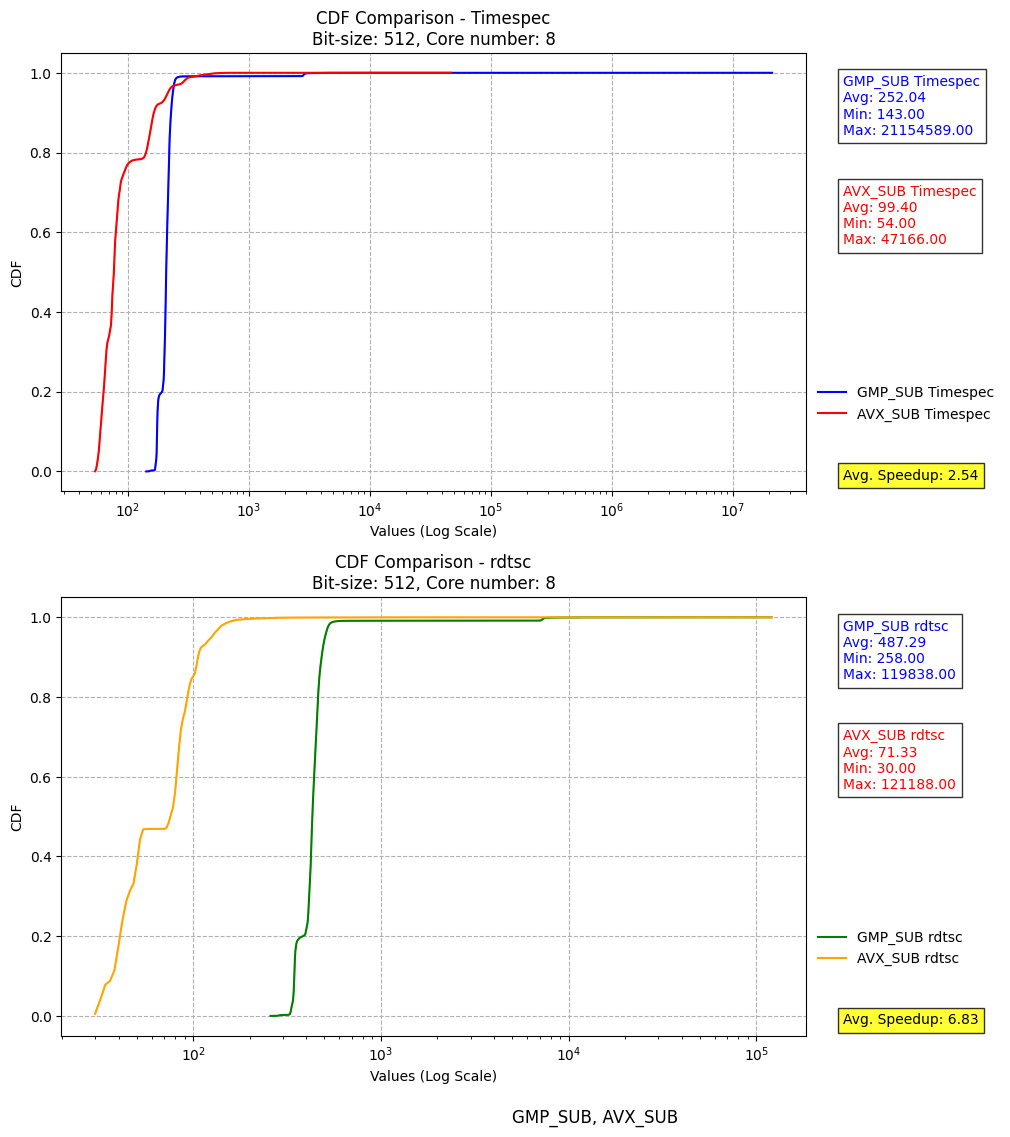 CDF Comparison - Timespec
Bit-size: 512, Core number: 8
CDF
1.0
0.8
0.6
0.4
0.2
0.0
10²
10³
10⁴
10⁵
10⁶
10⁷
Values (Log Scale)
GMP_SUB Timespec
Avg: 252.04
Min: 143.00
Max: 21154589.00
AVX_SUB Timespec
Avg: 99.40
Min: 54.00
Max: 47166.00
GMP_SUB Timespec
AVX_SUB Timespec
Avg. Speedup: 2.54
CDF Comparison - rdtsc
Bit-size: 512, Core number: 8
CDF
1.0
0.8
0.6
0.4
0.2
0.0
10²
10³
10⁴
10⁵
Values (Log Scale)
GMP_SUB rdtsc
Avg: 487.29
Min: 258.00
Max: 119838.00
AVX_SUB rdtsc
Avg: 71.33
Min: 30.00
Max: 121188.00
GMP_SUB rdtsc
AVX_SUB rdtsc
Avg. Speedup: 6.83
GMP_SUB, AVX_SUB